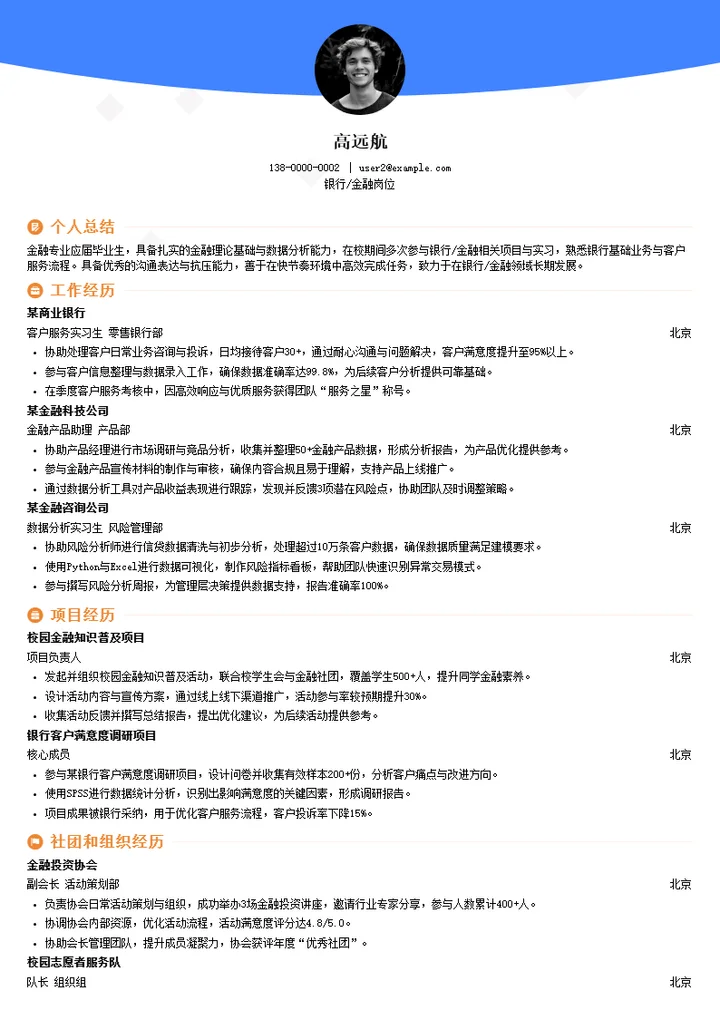 高远航
138-0000-0002 | user2@example.com
银行/金融岗位
个人总结
金融专业应届毕业生，具备扎实的金融理论基础与数据分析能力，在校期间多次参与银行/金融相关项目与实习，熟悉银行基础业务与客户
服务流程。具备优秀的沟通表达与抗压能力，善于在快节奏环境中高效完成任务，致力于在银行/金融领域长期发展。
工作经历
某商业银行
客户服务实习生 零售银行部 北京
• 协助处理客户日常业务咨询与投诉，日均接待客户30+，通过耐心沟通与问题解决，客户满意度提升至95%以上。
• 参与客户信息整理与数据录入工作，确保数据准确率达99.8%，为后续客户分析提供可靠基础。
• 在季度客户服务考核中，因高效响应与优质服务获得团队“服务之星”称号。
某金融科技公司
金融产品助理 产品部 北京
• 协助产品经理进行市场调研与竞品分析，收集并整理50+金融产品数据，形成分析报告，为产品优化提供参考。
• 参与金融产品宣传材料的制作与审核，确保内容合规且易于理解，支持产品上线推广。
• 通过数据分析工具对产品收益表现进行跟踪，发现并反馈3项潜在风险点，协助团队及时调整策略。
某金融咨询公司
数据分析实习生 风险管理部 北京
• 协助风险分析师进行信贷数据清洗与初步分析，处理超过10万条客户数据，确保数据质量满足建模要求。
• 使用Python与Excel进行数据可视化，制作风险指标看板，帮助团队快速识别异常交易模式。
• 参与撰写风险分析周报，为管理层决策提供数据支持，报告准确率100%。
项目经历
校园金融知识普及项目
项目负责人 北京
• 发起并组织校园金融知识普及活动，联合校学生会与金融社团，覆盖学生500+人，提升同学金融素养。
• 设计活动内容与宣传方案，通过线上线下渠道推广，活动参与率较预期提升30%。
• 收集活动反馈并撰写总结报告，提出优化建议，为后续活动提供参考。
银行客户满意度调研项目
核心成员 北京
• 参与某银行客户满意度调研项目，设计问卷并收集有效样本200+份，分析客户痛点与改进方向。
• 使用SPSS进行数据统计分析，识别出影响满意度的关键因素，形成调研报告。
• 项目成果被银行采纳，用于优化客户服务流程，客户投诉率下降15%。
社团和组织经历
金融投资协会
副会长 活动策划部 北京
• 负责协会日常活动策划与组织，成功举办3场金融投资讲座，邀请行业专家分享，参与人数累计400+人。
• 协调协会内部资源，优化活动流程，活动满意度评分达4.8/5.0。
• 协助会长管理团队，提升成员凝聚力，协会获评年度“优秀社团”。
校园志愿者服务队
队长 组织组 北京